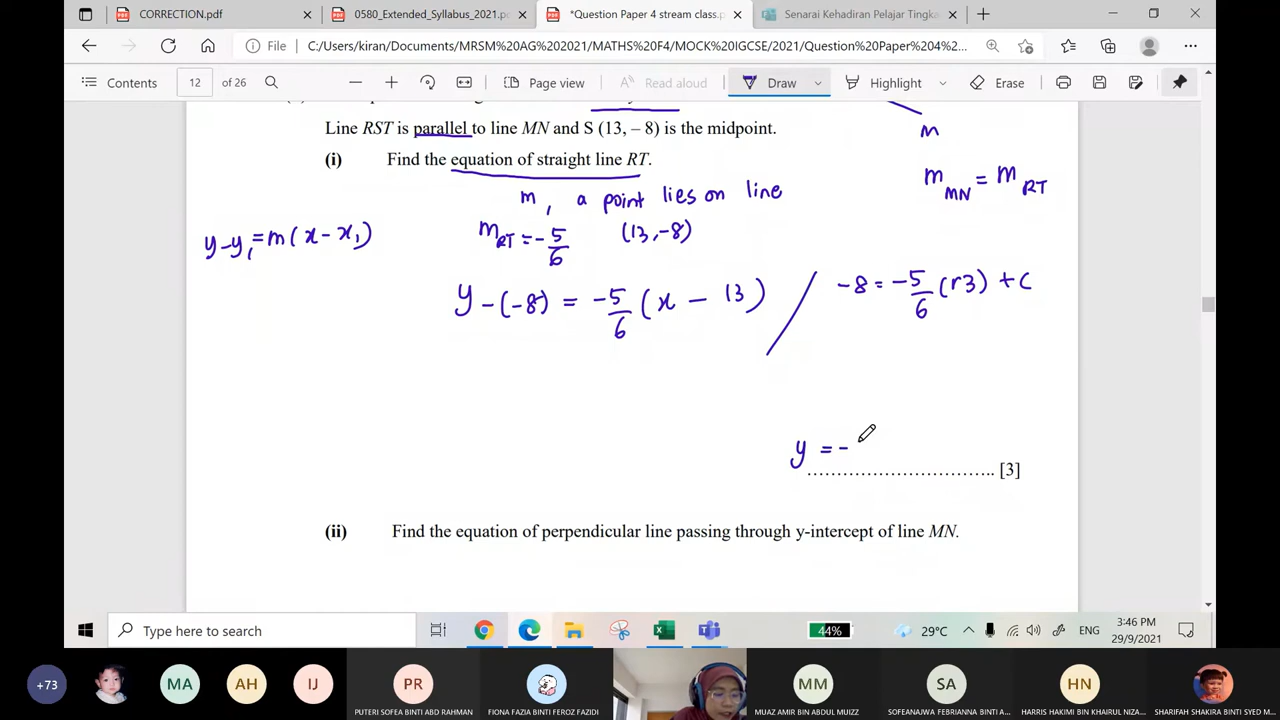 CORRECTION.pdf
0580_Extended_Syllabus_2021.p
*Question Paper 4 stream class.p
Senarai Kehadiran Pelajar Tingka
File
C:/Users/kiran/Documents/MRSM%20AG%202021/MATHS%20F4/MOCK%20IGCSE/2021/Question%20Paper%204%2...
Contents
12
of 26
Page view
Read aloud
Draw
Highlight
Erase
Line RST is parallel to line MN and S (13, – 8) is the midpoint.
m
(i) Find the equation of straight line RT.
m MN = m RT
m, a point lies on line
y-y₁=m(x-x₁)
m RT = -5/6 (13,-8)
y-(-8) = -5/6 (x - 13)
-8 = -5/6 (13) + c
y = -
[3]
(ii) Find the equation of perpendicular line passing through y-intercept of line MN.
Type here to search
44%
29°C
ENG
3:46 PM
29/9/2021
+73
MA
AH
IJ
PR
MM
SA
HN
PUTERI SOFEA BINTI ABD RAHMAN
FIONA FAZIA BINTI FEROZ FAZIDI
MUAZ AMIR BIN ABDUL MUIZZ
SOFEANAJWA FEBRIANNA BINTI A...
HARRIS HAKIMI BIN KHAIRUL NIZA...
SHARIFAH SHAKIRA BINTI SYED M...